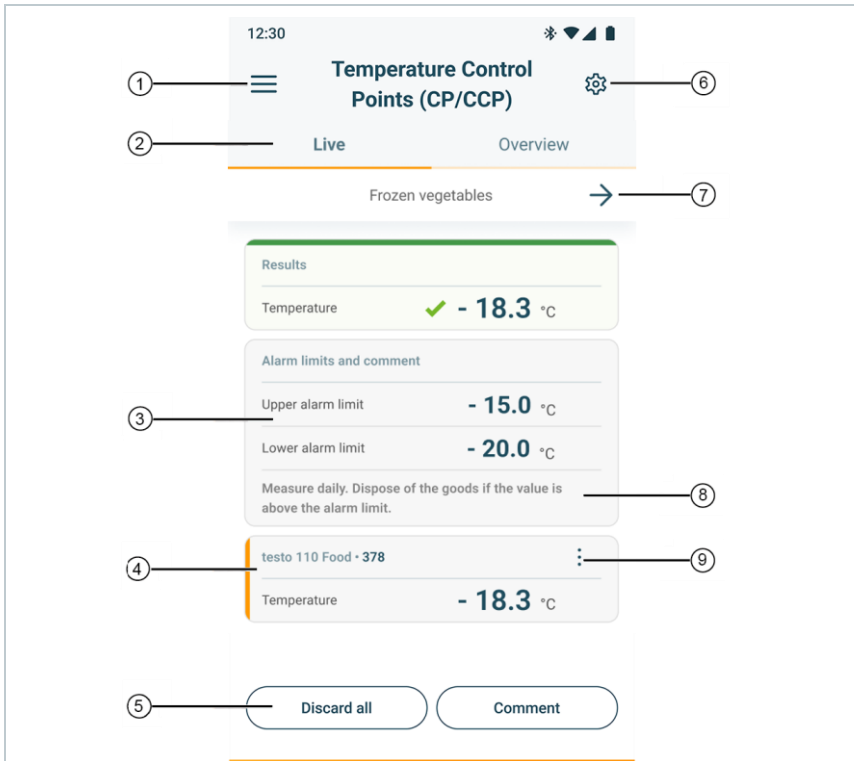 12:30
① Temperature Control ⑥
Points (CP/CCP)
② Live Overview
Frozen vegetables ⑦
Results
Temperature - 18.3 °C
Alarm limits and comment
③ Upper alarm limit - 15.0 °C
Lower alarm limit - 20.0 °C
Measure daily. Dispose of the goods if the value is ⑧
above the alarm limit.
④ testo 110 Food • 378 ⑨
Temperature - 18.3 °C
⑤ Discard all Comment